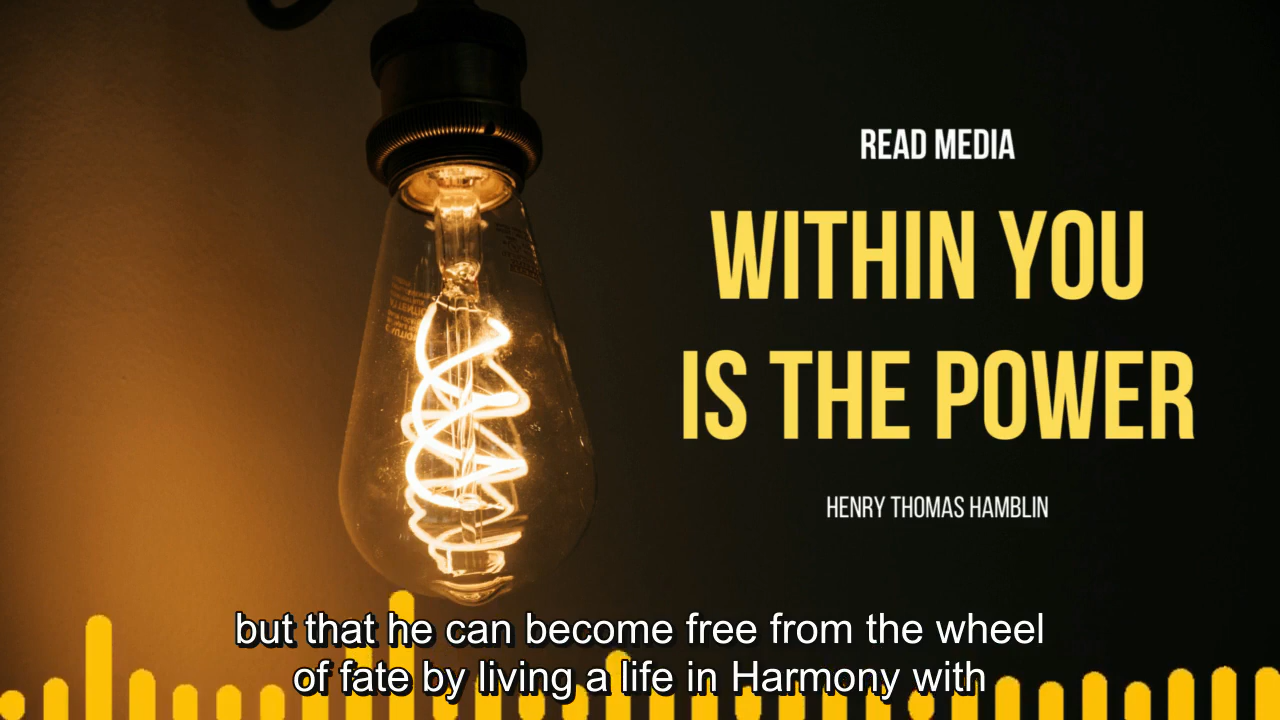 READ MEDIA
WITHIN YOU
IS THE POWER
HENRY THOMAS HAMBLIN
but that he can become free from the wheel
of fate by living a life in Harmony with